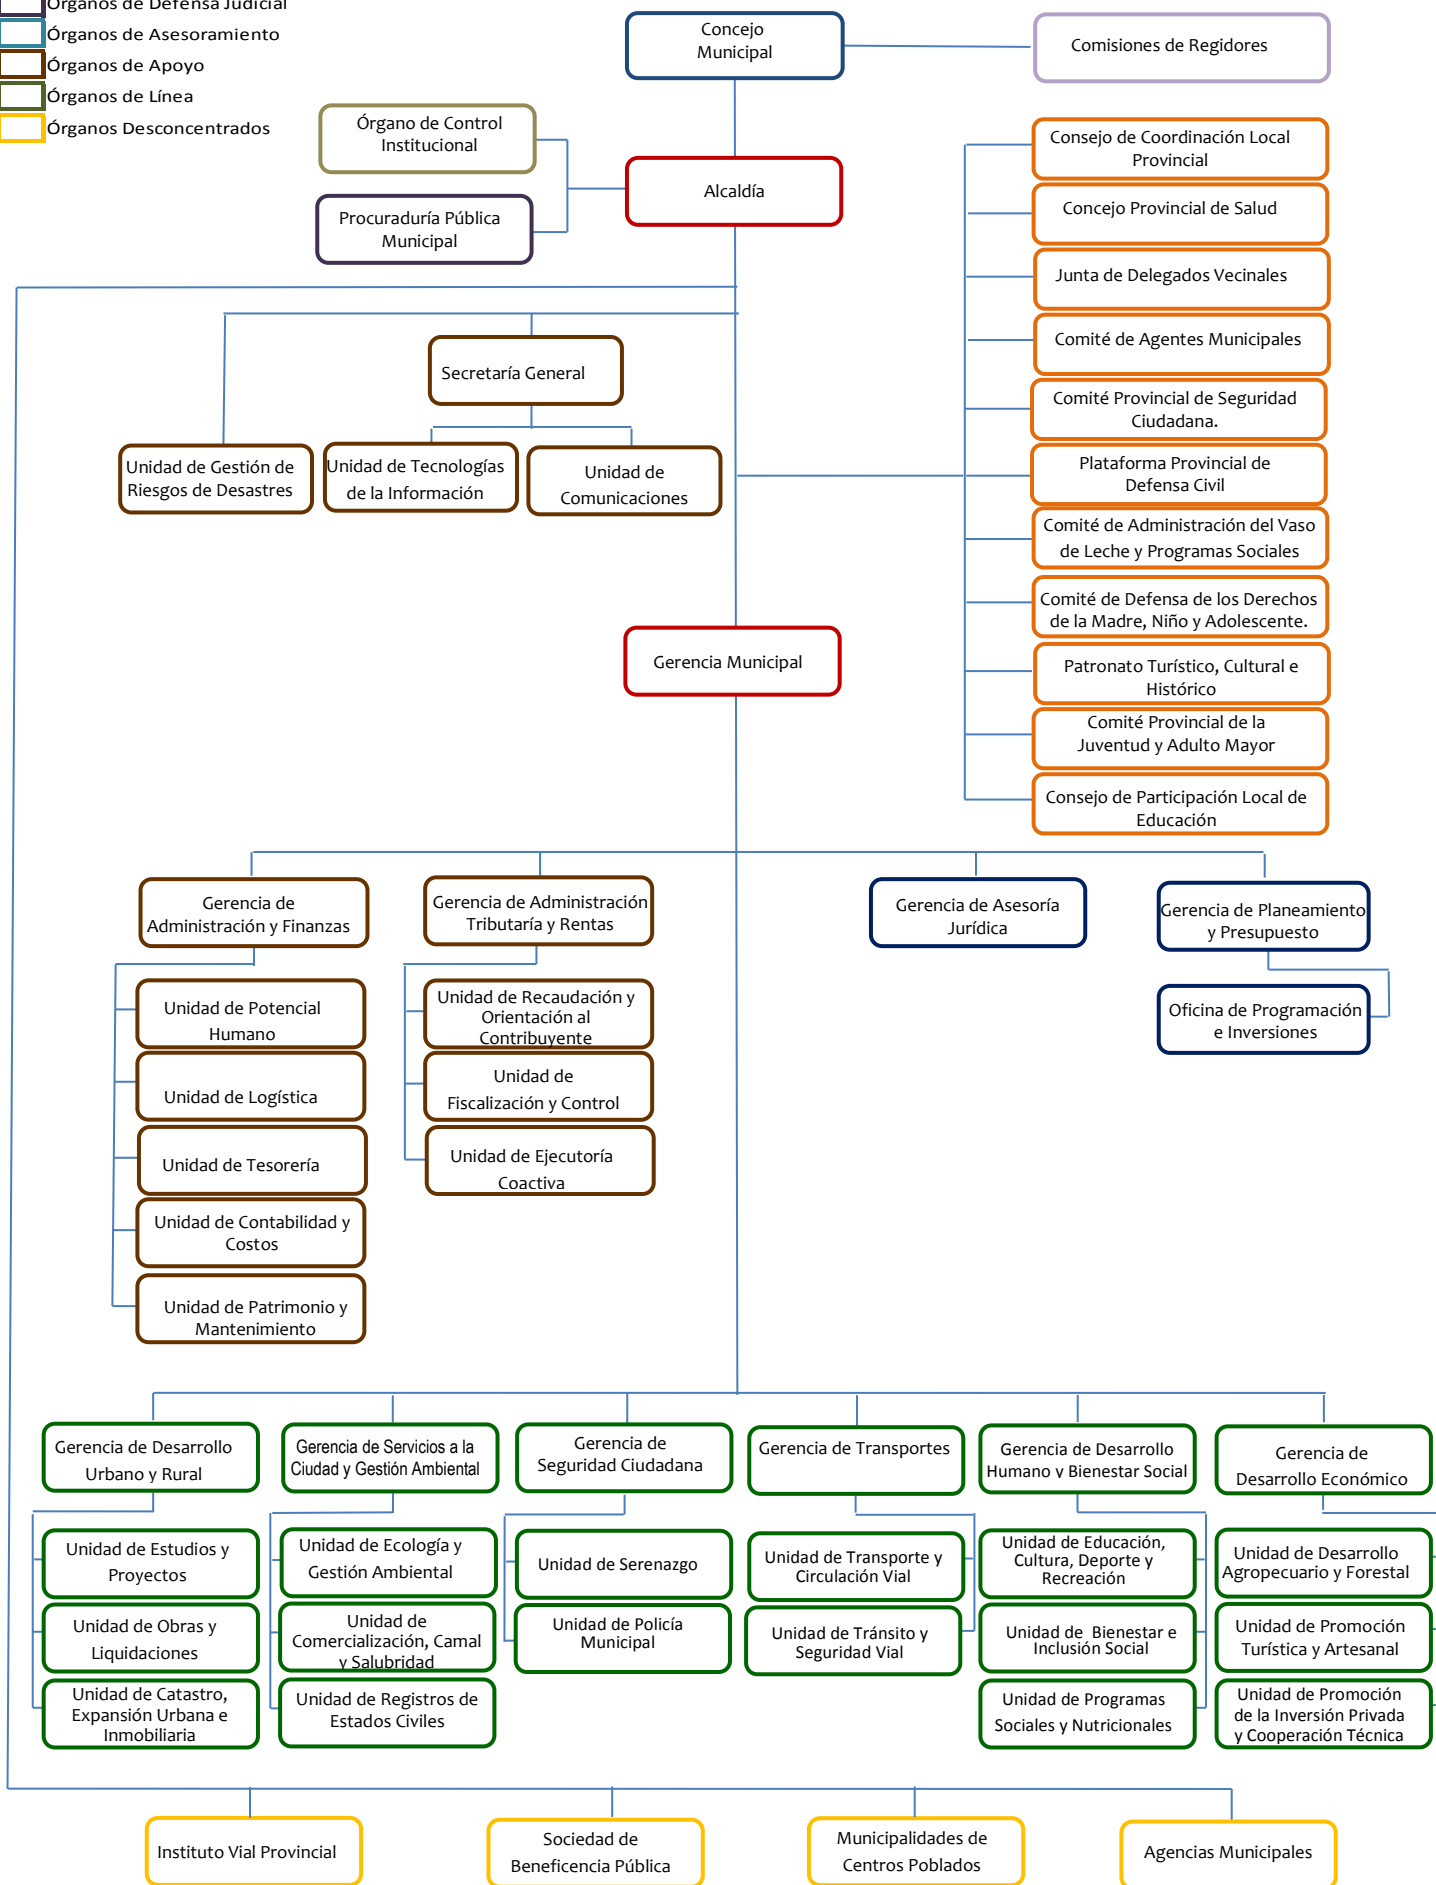 Órganos de Defensa Judicial
Órganos de Asesoramiento
Órganos de Apoyo
Órganos de Línea
Órganos Desconcentrados
Concejo
Municipal
Comisiones de Regidores
Órgano de Control
Institucional
Procuraduría Pública
Municipal
Alcaldía
Consejo de Coordinación Local
Provincial
Concejo Provincial de Salud
Junta de Delegados Vecinales
Comité de Agentes Municipales
Comité Provincial de Seguridad
Ciudadana.
Plataforma Provincial de
Defensa Civil
Comité de Administración del Vaso
de Leche y Programas Sociales
Comité de Defensa de los Derechos
de la Madre, Niño y Adolescente.
Patronato Turístico, Cultural e
Histórico
Comité Provincial de la
Juventud y Adulto Mayor
Consejo de Participación Local de
Educación
Secretaría General
Unidad de Gestión de
Riesgos de Desastres
Unidad de Tecnologías
de la Información
Unidad de
Comunicaciones
Gerencia Municipal
Gerencia de
Administración y Finanzas
Gerencia de Administración
Tributaría y Rentas
Gerencia de Asesoría
Jurídica
Gerencia de Planeamiento
y Presupuesto
Unidad de Potencial
Humano
Unidad de Logística
Unidad de Tesorería
Unidad de Contabilidad y
Costos
Unidad de Patrimonio y
Mantenimiento
Unidad de Recaudación y
Orientación al
Contribuyente
Unidad de
Fiscalización y Control
Unidad de Ejecutoría
Coactiva
Oficina de Programación
e Inversiones
Gerencia de Desarrollo
Urbano y Rural
Gerencia de Servicios a la
Ciudad y Gestión Ambiental
Gerencia de
Seguridad Ciudadana
Gerencia de Transportes
Gerencia de Desarrollo
Humano y Bienestar Social
Gerencia de
Desarrollo Económico
Unidad de Estudios y
Proyectos
Unidad de Obras y
Liquidaciones
Unidad de Catastro,
Expansión Urbana e
Inmobiliaria
Unidad de Ecología y
Gestión Ambiental
Unidad de
Comercialización, Camal
y Salubridad
Unidad de Registros de
Estados Civiles
Unidad de Serenazgo
Unidad de Policía
Municipal
Unidad de Transporte y
Circulación Vial
Unidad de Tránsito y
Seguridad Vial
Unidad de Educación,
Cultura, Deporte y
Recreación
Unidad de Bienestar e
Inclusión Social
Unidad de Programas
Sociales y Nutricionales
Unidad de Desarrollo
Agropecuario y Forestal
Unidad de Promoción
Turística y Artesanal
Unidad de Promoción
de la Inversión Privada
y Cooperación Técnica
Instituto Vial Provincial
Sociedad de
Beneficencia Pública
Municipalidades de
Centros Poblados
Agencias Municipales